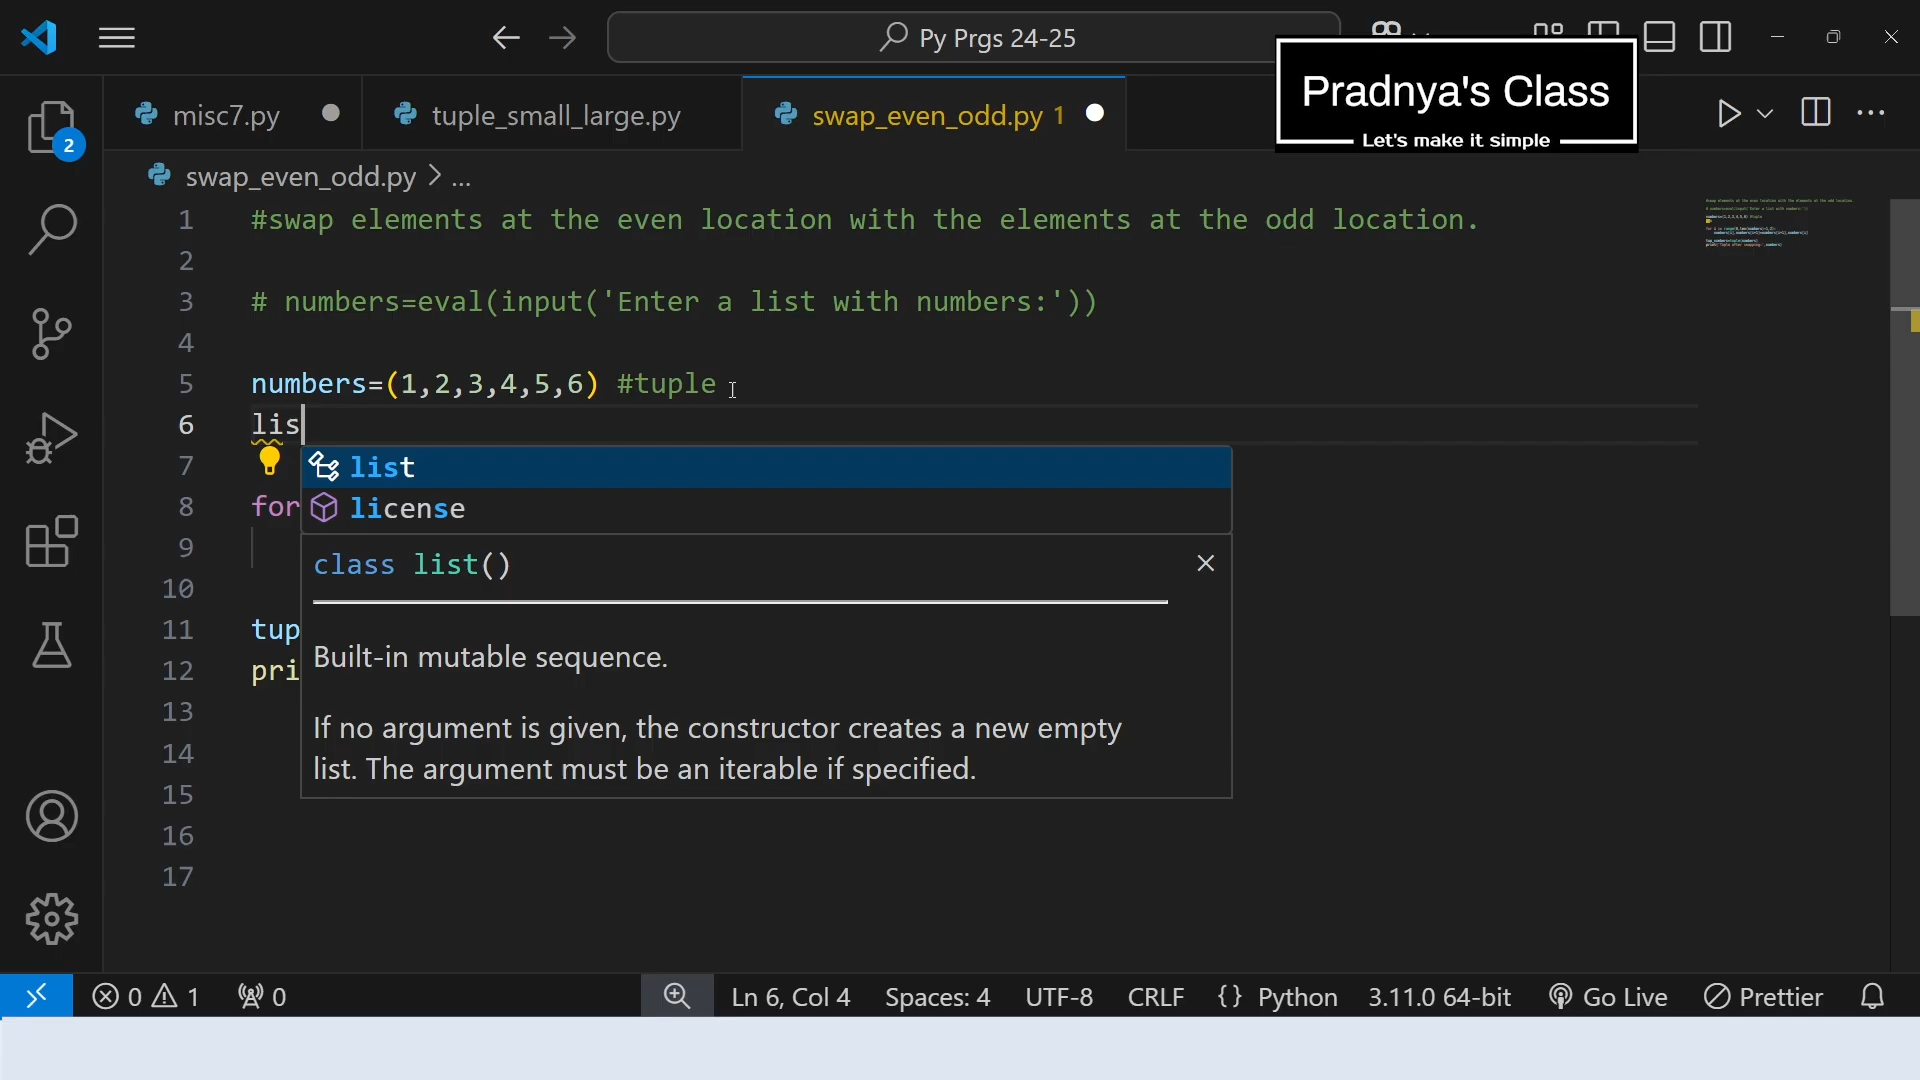 Py Prgs 24-25
Pradnya's Class
Let's make it simple
misc7.py
tuple_small_large.py
swap_even_odd.py 1
2
swap_even_odd.py > ...
1 #swap elements at the even location with the elements at the odd location.
2
3 # numbers=eval(input('Enter a list with numbers:'))
4
5 numbers=(1,2,3,4,5,6) #tuple
6 lis
7 list
8 for license
9 class list()
10
11 tup Built-in mutable sequence.
12 pri
13 If no argument is given, the constructor creates a new empty
14 list. The argument must be an iterable if specified.
15
16
17
0 1 0 Ln 6, Col 4 Spaces: 4 UTF-8 CRLF {} Python 3.11.0 64-bit Go Live Prettier